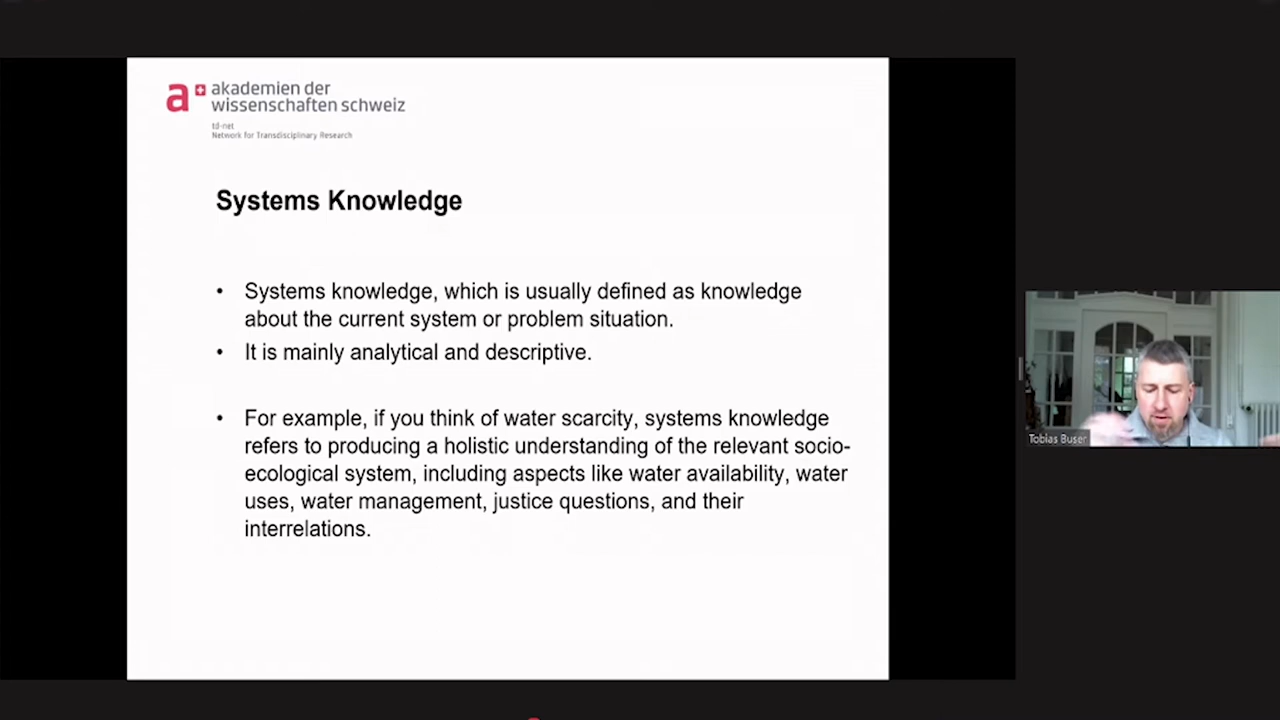 akademien der
wissenschaften schweiz
td-net
Network for Transdisciplinary Research
Systems Knowledge
• Systems knowledge, which is usually defined as knowledge
about the current system or problem situation.
• It is mainly analytical and descriptive.
• For example, if you think of water scarcity, systems knowledge
refers to producing a holistic understanding of the relevant socio-
ecological system, including aspects like water availability, water
uses, water management, justice questions, and their
interrelations.
Tobias Buser